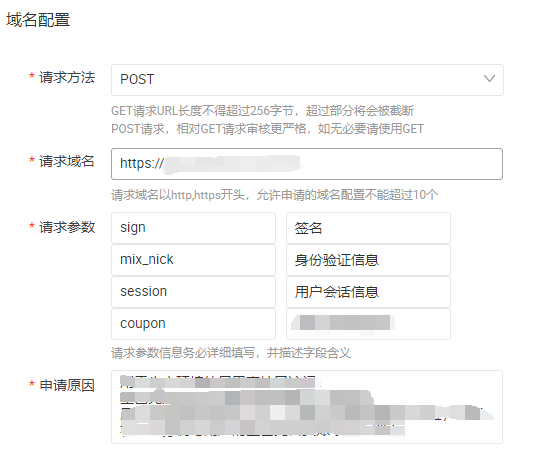 域名配置
* 请求方法 POST
GET请求URL长度不得超过256字节，超过部分将会被截断
POST请求，相对GET请求审核更严格，如无必要请使用GET
* 请求域名 https://
请求域名以http,https开头，允许申请的域名配置不能超过10个
* 请求参数 sign 签名
mix_nick 身份验证信息
session 用户会话信息
coupon
请求参数信息务必详细填写，并描述字段含义
* 申请原因